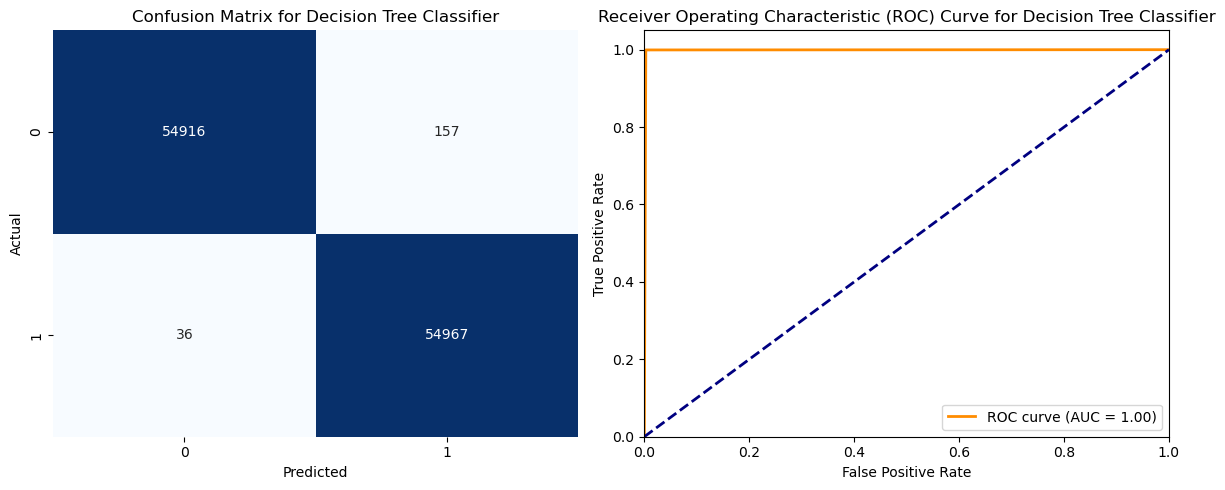 Confusion Matrix for Decision Tree Classifier
Actual
0
54916
157
1
36
54967
0
1
Predicted
Receiver Operating Characteristic (ROC) Curve for Decision Tree Classifier
True Positive Rate
1.0
0.8
0.6
0.4
0.2
0.0
ROC curve (AUC = 1.00)
0.0
0.2
0.4
0.6
0.8
1.0
False Positive Rate